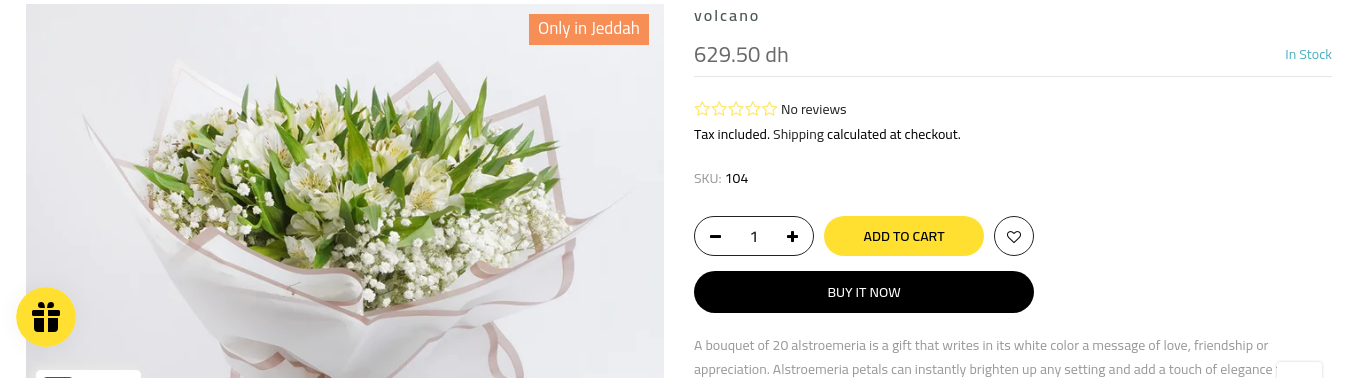 Only in Jeddah
volcano
629.50 dh
In Stock
No reviews
Tax included. Shipping calculated at checkout.
SKU: 104
1
ADD TO CART
BUY IT NOW
A bouquet of 20 alstroemeria is a gift that writes in its white color a message of love, friendship or
appreciation. Alstroemeria petals can instantly brighten up any setting and add a touch of elegance